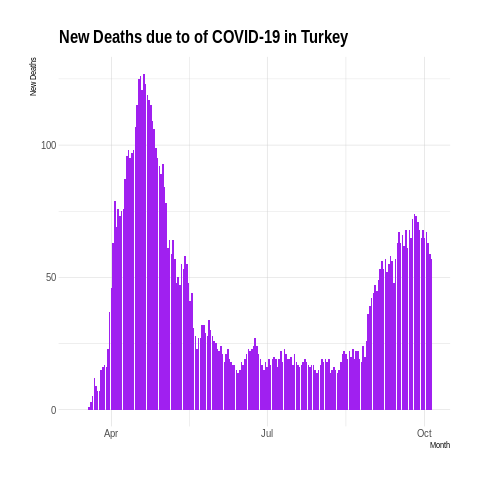 New Deaths due to of COVID-19 in Turkey
New Deaths
100
50
0
Apr
Jul
Oct
Month